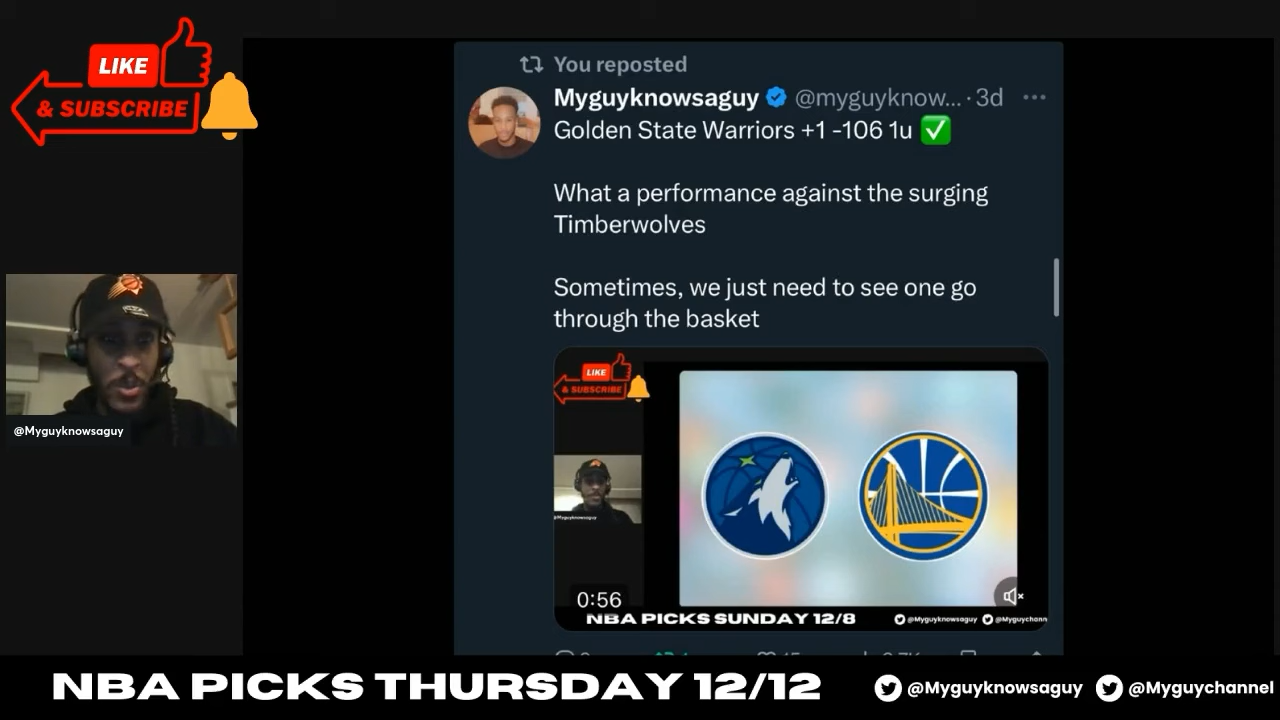 LIKE
& SUBSCRIBE
You reposted
Myguyknowsaguy @myguyknow... · 3d
Golden State Warriors +1 -106 1u ✅
What a performance against the surging
Timberwolves
Sometimes, we just need to see one go
through the basket
LIKE
& SUBSCRIBE
@Myguyknowsaguy
0:56
NBA PICKS SUNDAY 12/8 @Myguyknowsaguy @Myguychann
@Myguyknowsaguy
NBA PICKS THURSDAY 12/12 @Myguyknowsaguy @Myguychannel